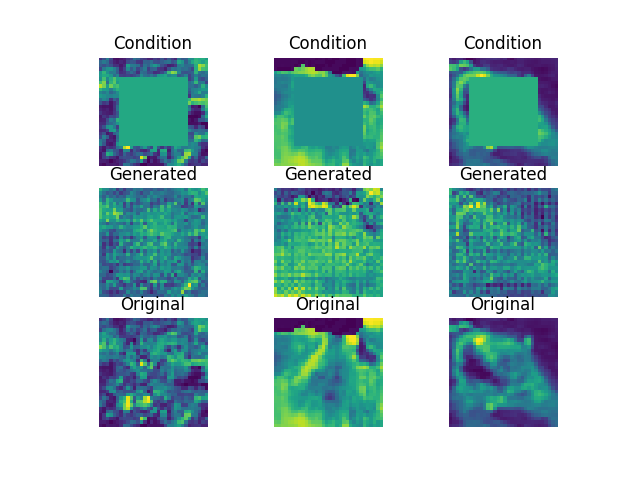 Condition Condition Condition
Generated Generated Generated
Original Original Original